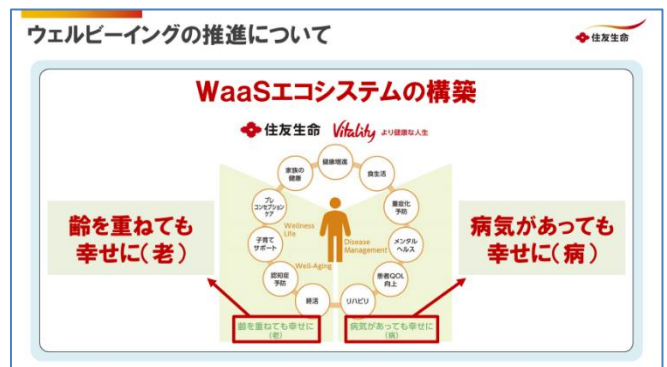 ウェルビーイングの推進について
住友生命
WaaSエコシステムの構築
住友生命 Vitality より健康な人生
健康増進
家族の
健康
食生活
プレ
コンセプション
ケア
重症化
予防
Wellness
Life
子育て
サポート
Disease
Management
メンタル
ヘルス
Well-Aging
認知症
予防
患者QOL
向上
終活
リハビリ
齢を重ねても
幸せに(老)
病気があっても
幸せに(病)
齢を重ねても幸せに
(老)
病気があっても幸せに
(病)